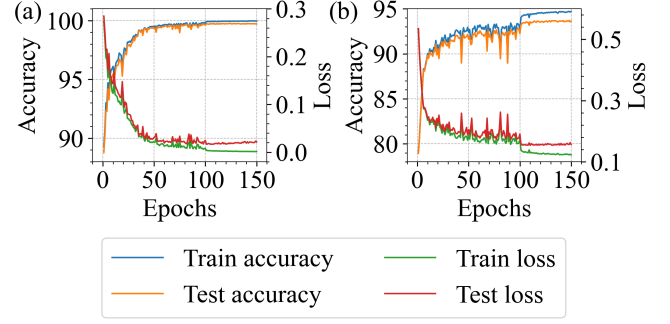 (a)
100
95
90
Accuracy
0.3
0.2
0.1
0.0
Loss
0
50
100
150
Epochs
(b)
95
90
85
80
Accuracy
0.5
0.3
0.1
Loss
0
50
100
150
Epochs
Train accuracy
Train loss
Test accuracy
Test loss